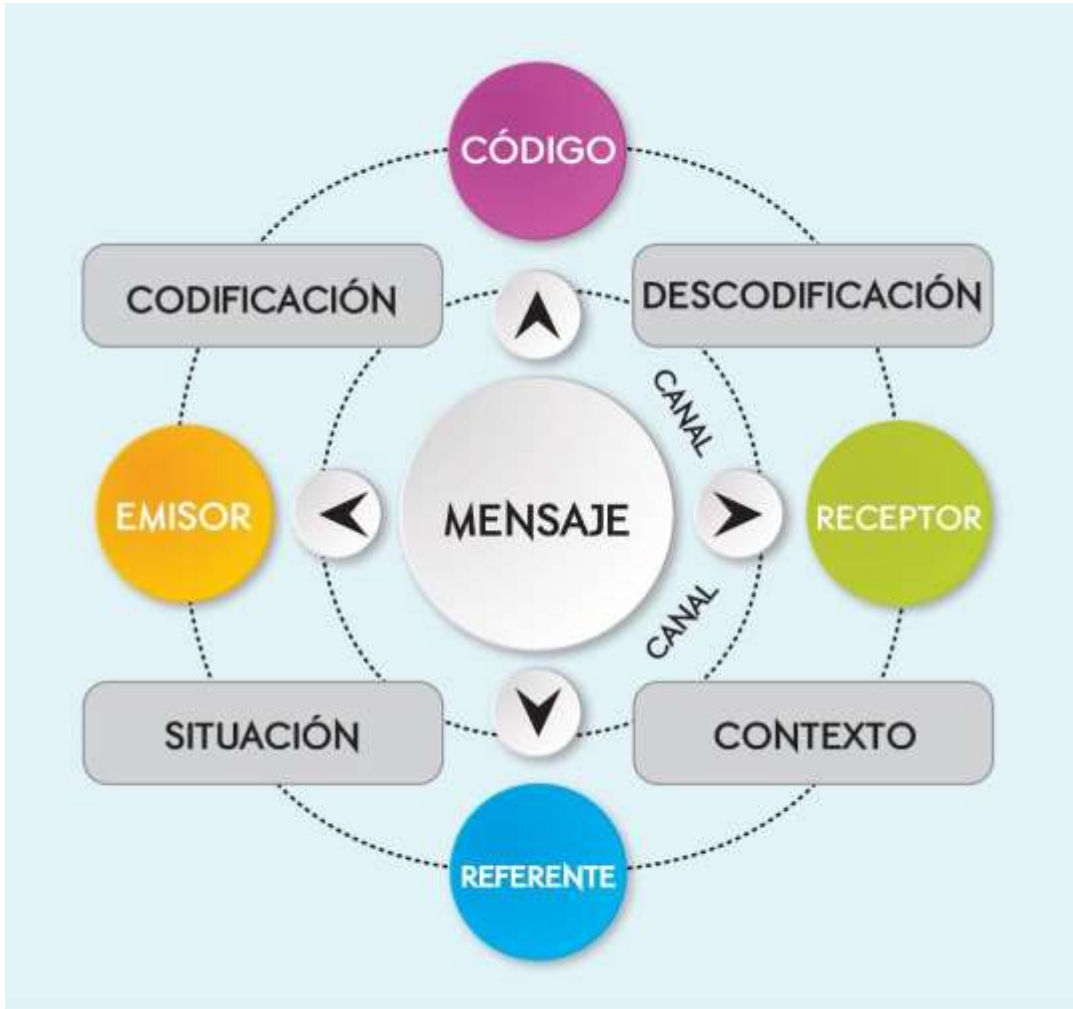 CÓDIGO
CODIFICACIÓN
DESCODIFICACIÓN
CANAL
EMISOR
MENSAJE
RECEPTOR
CANAL
SITUACIÓN
CONTEXTO
REFERENTE